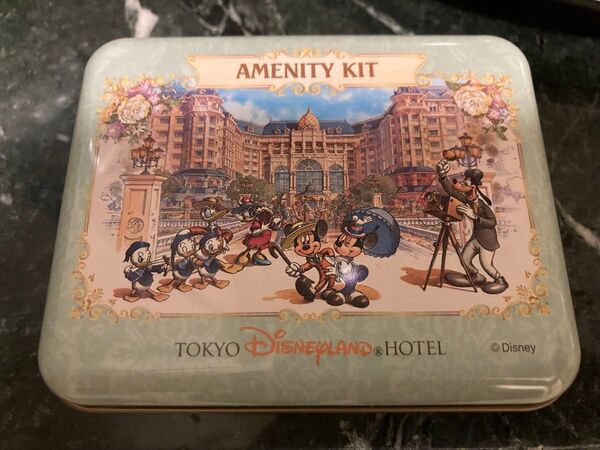 AMENITY KIT
TOKYO DISNEYLAND® HOTEL
© Disney